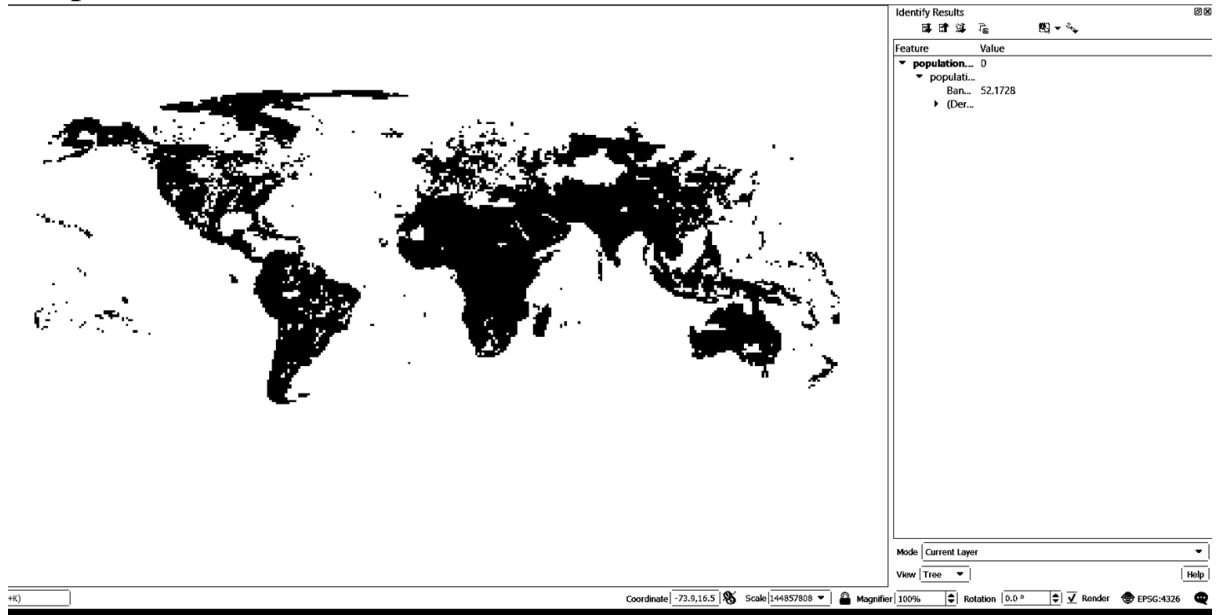 Identify Results
Feature Value
population... 0
populati...
Ban... 52.1728
(Der...
Mode Current Layer
View Tree Help
+K) Coordinate -73.9,16.5 Scale 144857808 Magnifier 100% Rotation 0.0 ° Render EPSG:4326